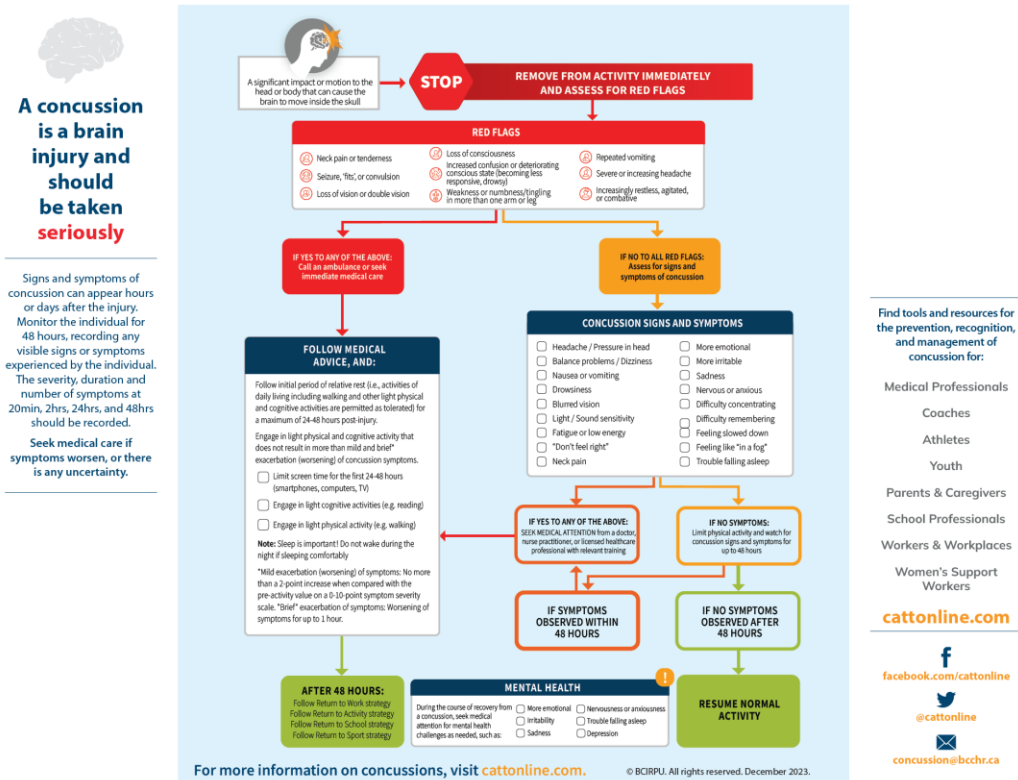 A concussion
is a brain
injury and
should
be taken
seriously
Signs and symptoms of
concussion can appear hours
or days after the injury.
Monitor the individual for
48 hours, recording any
visible signs or symptoms
experienced by the individual.
The severity, duration and
number of symptoms at
20min, 2hrs, 24hrs, and 48hrs
should be recorded.
Seek medical care if
symptoms worsen, or there
is any uncertainty.
A significant impact or motion to the
head or body that can cause the
brain to move inside the skull
STOP
REMOVE FROM ACTIVITY IMMEDIATELY
AND ASSESS FOR RED FLAGS
RED FLAGS
Neck pain or tenderness
Seizure, 'fits', or convulsion
Loss of vision or double vision
Loss of consciousness
Increased confusion or deteriorating
conscious state (becoming less
responsive, drowsy)
Weakness or numbness/tingling
in more than one arm or leg
Repeated vomiting
Severe or increasing headache
Increasingly restless, agitated,
or combative
IF YES TO ANY OF THE ABOVE:
Call an ambulance or seek
immediate medical care
IF NO TO ALL RED FLAGS:
Assess for signs and
symptoms of concussion
FOLLOW MEDICAL
ADVICE, AND:
Follow initial period of relative rest (i.e., activities of
daily living including walking and other light physical
and cognitive activities are permitted as tolerated) for
a maximum of 24-48 hours post-injury.
Engage in light physical and cognitive activity that
does not result in more than mild and brief*
exacerbation (worsening) of concussion symptoms.
Limit screen time for the first 24-48 hours
(smartphones, computers, TV)
Engage in light cognitive activities (e.g. reading)
Engage in light physical activity (e.g. walking)
Note: Sleep is important! Do not wake during the
night if sleeping comfortably
*Mild exacerbation (worsening) of symptoms: No more
than a 2-point increase when compared with the
pre-activity value on a 0-10-point symptom severity
scale. "Brief" exacerbation of symptoms: Worsening of
symptoms for up to 1 hour.
CONCUSSION SIGNS AND SYMPTOMS
Headache / Pressure in head
Balance problems / Dizziness
Nausea or vomiting
Drowsiness
Blurred vision
Light / Sound sensitivity
Fatigue or low energy
"Don't feel right"
Neck pain
More emotional
More irritable
Sadness
Nervous or anxious
Difficulty concentrating
Difficulty remembering
Feeling slowed down
Feeling like "in a fog"
Trouble falling asleep
IF YES TO ANY OF THE ABOVE:
SEEK MEDICAL ATTENTION from a doctor,
nurse practitioner, or licensed healthcare
professional with relevant training
IF NO SYMPTOMS:
Limit physical activity and watch for
concussion signs and symptoms for
up to 48 hours
IF SYMPTOMS
OBSERVED WITHIN
48 HOURS
IF NO SYMPTOMS
OBSERVED AFTER
48 HOURS
AFTER 48 HOURS:
Follow Return to Work strategy
Follow Return to Activity strategy
Follow Return to School strategy
Follow Return to Sport strategy
MENTAL HEALTH
!
During the course of recovery from
a concussion, seek medical
attention for mental health
challenges as needed, such as:
More emotional
Irritability
Sadness
Nervousness or anxiousness
Trouble falling asleep
Depression
RESUME NORMAL
ACTIVITY
For more information on concussions, visit cattonline.com.
© BCIRPU. All rights reserved. December 2023.
Find tools and resources for
the prevention, recognition,
and management of
concussion for:
Medical Professionals
Coaches
Athletes
Youth
Parents & Caregivers
School Professionals
Workers & Workplaces
Women's Support
Workers
cattonline.com
facebook.com/cattonline
@cattonline
concussion@bcchr.ca